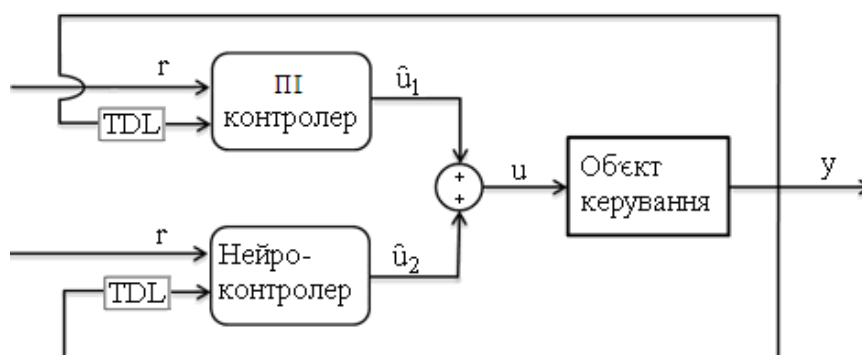 r
ПІ
контролер
û₁
TDL
+
+
u
Об'єкт
керування
y
r
Нейро-
контролер
û₂
TDL